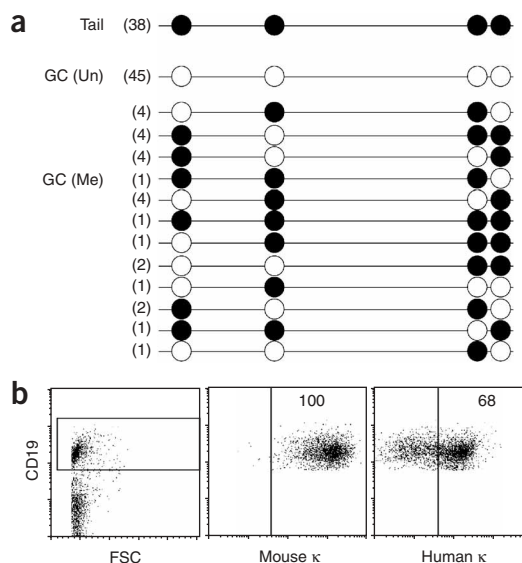 a
Tail (38)
GC (Un) (45)
(4)
(4)
(4)
GC (Me) (1)
(4)
(1)
(1)
(2)
(1)
(2)
(1)
(1)
b
100 68
CD19
FSC Mouse κ Human κ